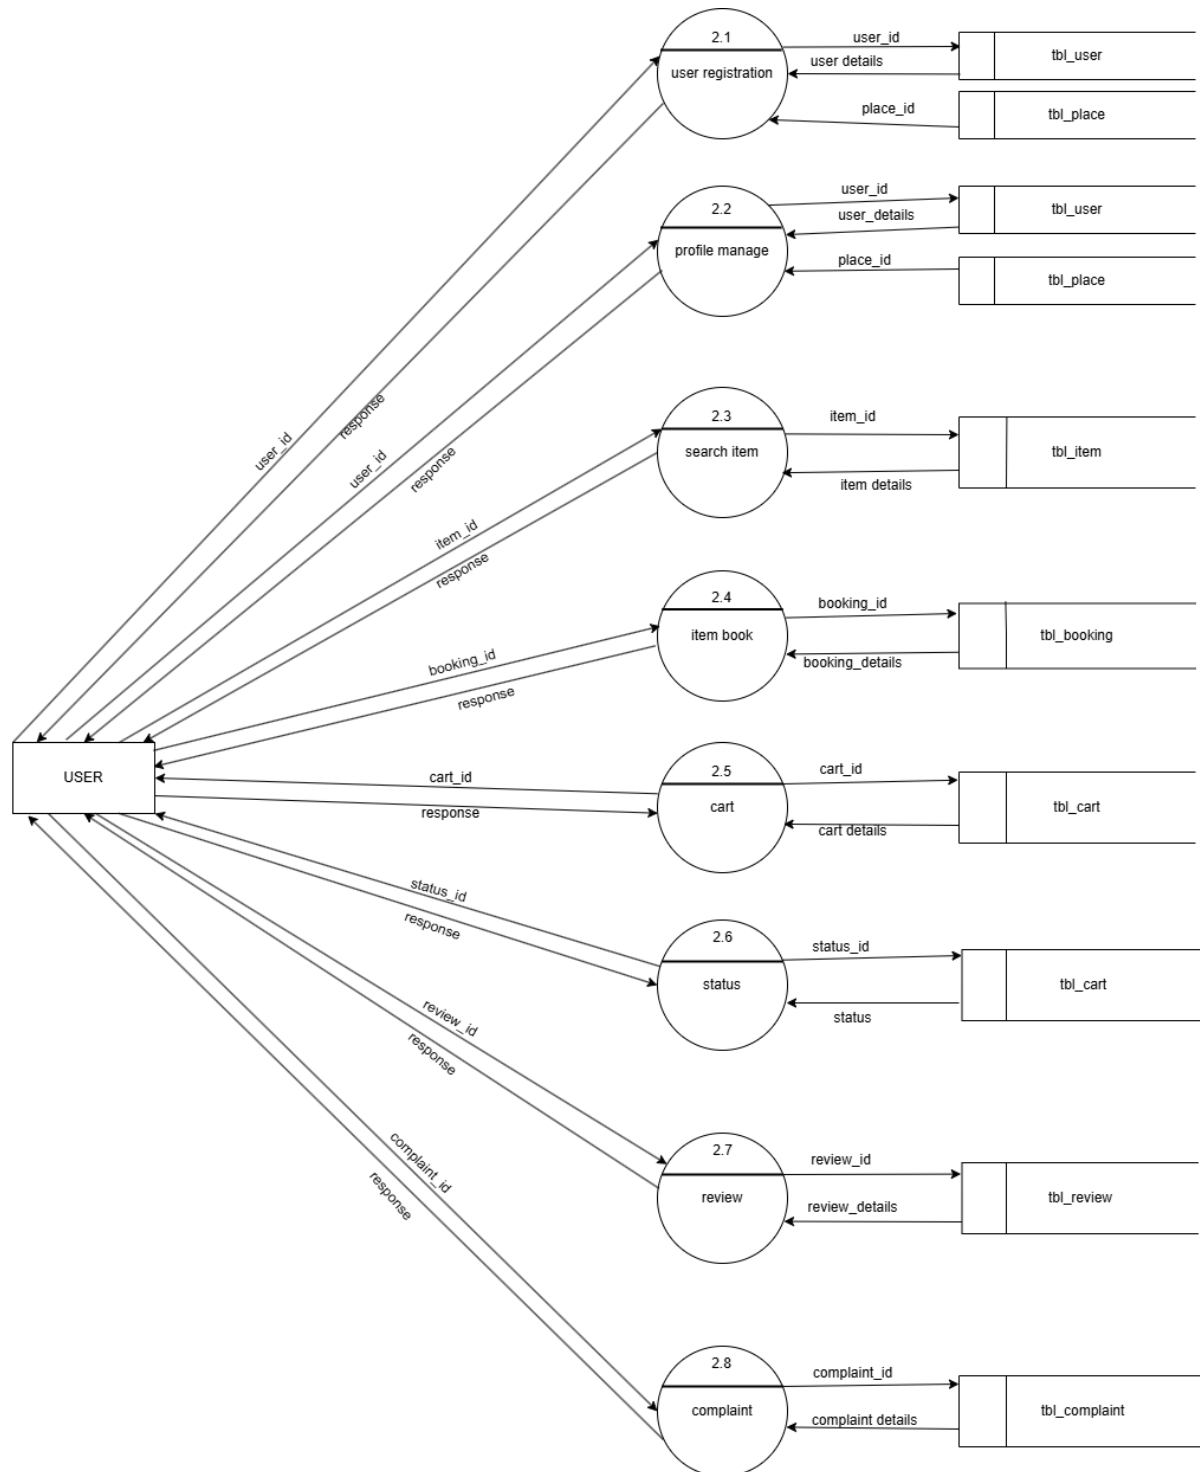 2.1
user registration
user_id
user details
tbl_user
place_id
tbl_place
2.2
profile manage
user_id
user_details
tbl_user
place_id
tbl_place
user_id
response
user_id
response
2.3
search item
item_id
item details
tbl_item
item_id
response
2.4
item book
booking_id
booking_details
tbl_booking
booking_id
response
USER
cart_id
response
2.5
cart
cart_id
cart details
tbl_cart
status_id
response
2.6
status
status_id
status
tbl_cart
review_id
response
2.7
review
review_id
review_details
tbl_review
complaint_id
response
2.8
complaint
complaint_id
complaint details
tbl_complaint